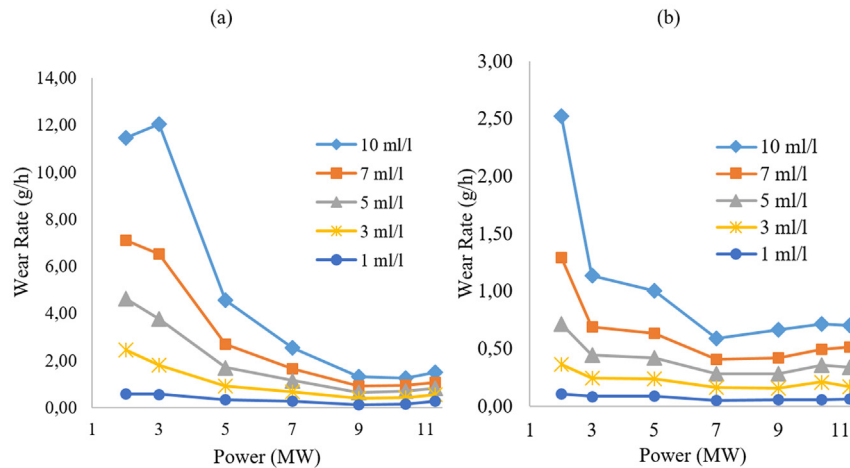 (a)
14,00
12,00
10,00
8,00
6,00
4,00
2,00
0,00
Wear Rate (g/h)
1 3 5 7 9 11
Power (MW)
10 ml/l
7 ml/l
5 ml/l
3 ml/l
1 ml/l
(b)
3,00
2,50
2,00
1,50
1,00
0,50
0,00
Wear Rate (g/h)
1 3 5 7 9 11
Power (MW)
10 ml/l
7 ml/l
5 ml/l
3 ml/l
1 ml/l